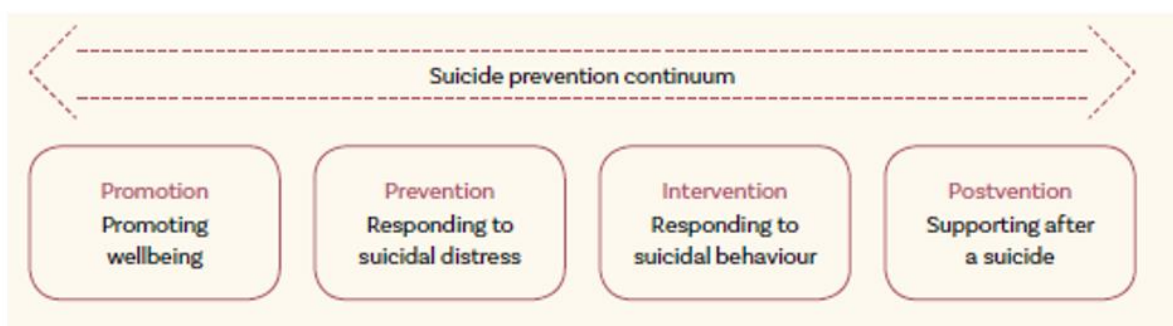 Suicide prevention continuum
Promotion
Promoting
wellbeing
Prevention
Responding to
suicidal distress
Intervention
Responding to
suicidal behaviour
Postvention
Supporting after
a suicide